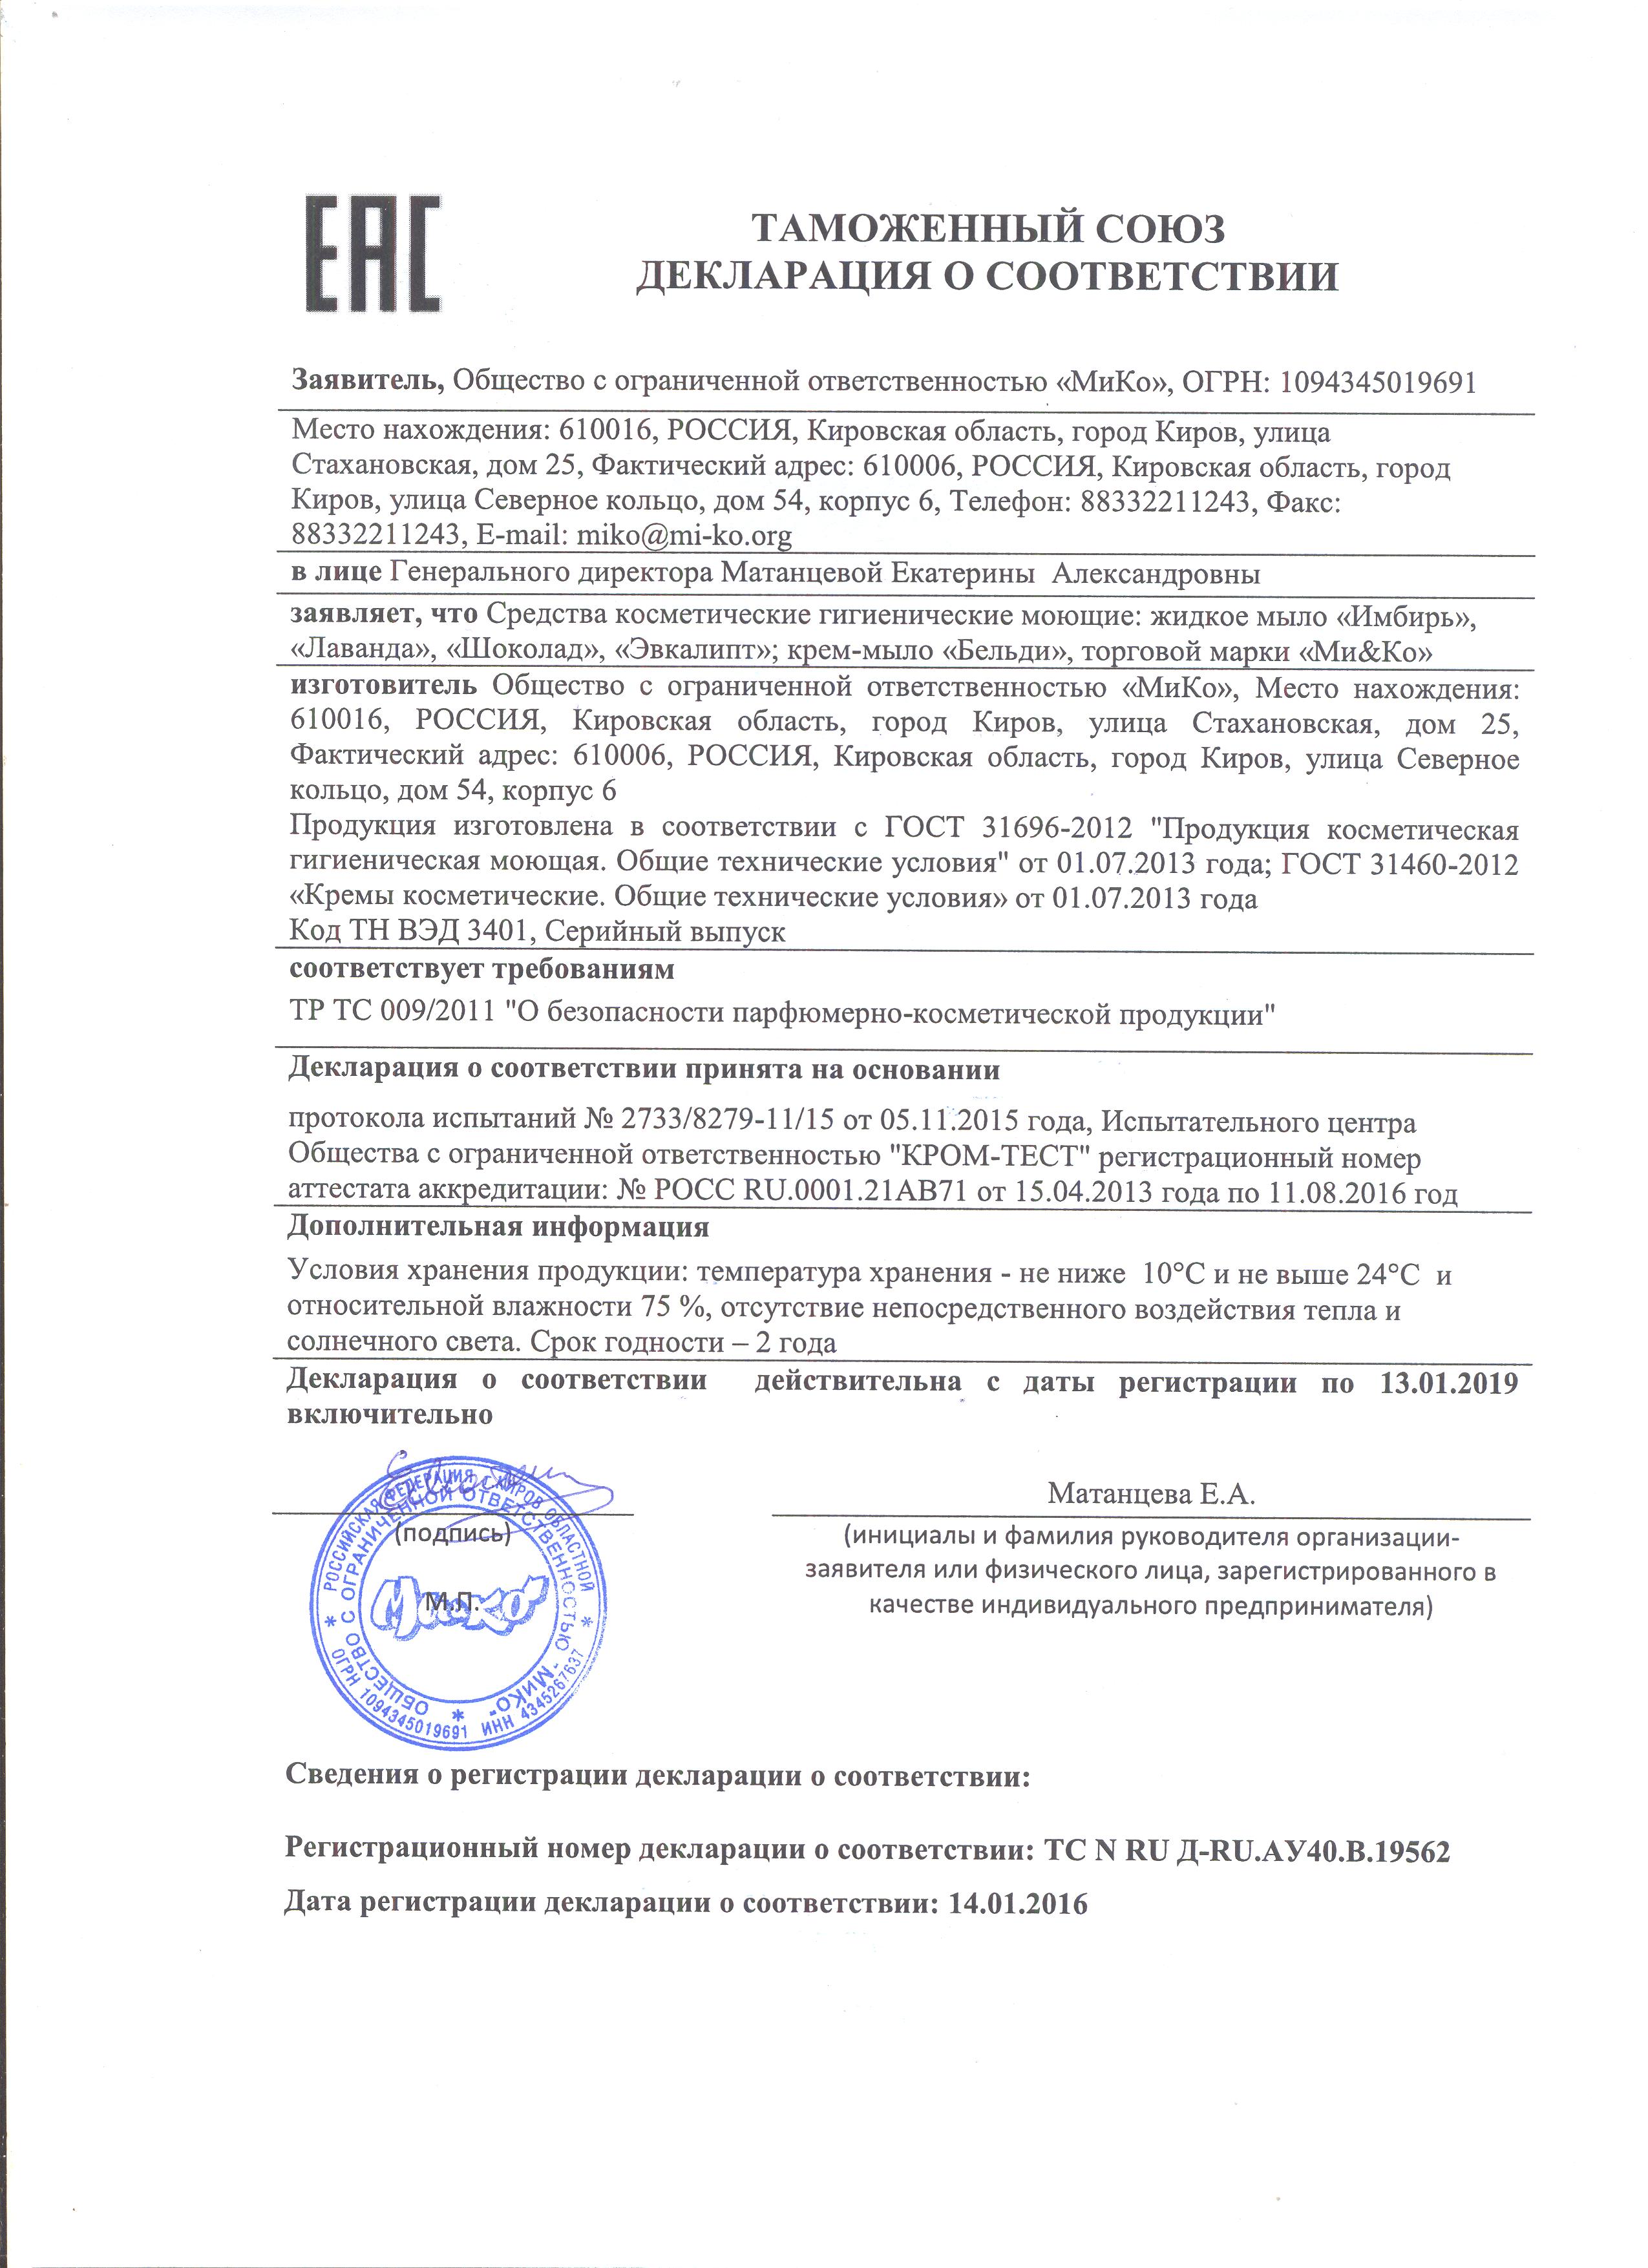 EAC
ТАМОЖЕННЫЙ СОЮЗ
ДЕКЛАРАЦИЯ О СООТВЕТСТВИИ
Заявитель, Общество с ограниченной ответственностью «МиКо», ОГРН: 1094345019691
Место нахождения: 610016, РОССИЯ, Кировская область, город Киров, улица
Стахановская, дом 25, Фактический адрес: 610006, РОССИЯ, Кировская область, город
Киров, улица Северное кольцо, дом 54, корпус 6, Телефон: 88332211243, Факс:
88332211243, E-mail: miko@mi-ko.org
в лице Генерального директора Матанцевой Екатерины Александровны
заявляет, что Средства косметические гигиенические моющие: жидкое мыло «Имбирь»,
«Лаванда», «Шоколад», «Эвкалипт»; крем-мыло «Бельди», торговой марки «Ми&Ко»
изготовитель Общество с ограниченной ответственностью «МиКо», Место нахождения:
610016, РОССИЯ, Кировская область, город Киров, улица Стахановская, дом 25,
Фактический адрес: 610006, РОССИЯ, Кировская область, город Киров, улица Северное
кольцо, дом 54, корпус 6
Продукция изготовлена в соответствии с ГОСТ 31696-2012 "Продукция косметическая
гигиеническая моющая. Общие технические условия" от 01.07.2013 года; ГОСТ 31460-2012
«Кремы косметические. Общие технические условия» от 01.07.2013 года
Код ТН ВЭД 3401, Серийный выпуск
соответствует требованиям
ТР ТС 009/2011 "О безопасности парфюмерно-косметической продукции"
Декларация о соответствии принята на основании
протокола испытаний № 2733/8279-11/15 от 05.11.2015 года, Испытательного центра
Общества с ограниченной ответственностью "КРОМ-ТЕСТ" регистрационный номер
аттестата аккредитации: № РОСС RU.0001.21АВ71 от 15.04.2013 года по 11.08.2016 год
Дополнительная информация
Условия хранения продукции: температура хранения - не ниже 10°С и не выше 24°С и
относительной влажности 75 %, отсутствие непосредственного воздействия тепла и
солнечного света. Срок годности – 2 года
Декларация о соответствии действительна с даты регистрации по 13.01.2019
включительно
Матанцева Е.А.
(подпись)
(инициалы и фамилия руководителя организации-
заявителя или физического лица, зарегистрированного в
качестве индивидуального предпринимателя)
М.П.
РОССИЙСКАЯ ФЕДЕРАЦИЯ г.КИРОВ ОБЛАСТНОЙ
ОГРН 1094345019691 ИНН 4345267637
ОБЩЕСТВО С ОГРАНИЧЕННОЙ ОТВЕТСТВЕННОСТЬЮ "МИКО"
МиКо
Сведения о регистрации декларации о соответствии:
Регистрационный номер декларации о соответствии: ТС N RU Д-RU.АУ40.В.19562
Дата регистрации декларации о соответствии: 14.01.2016